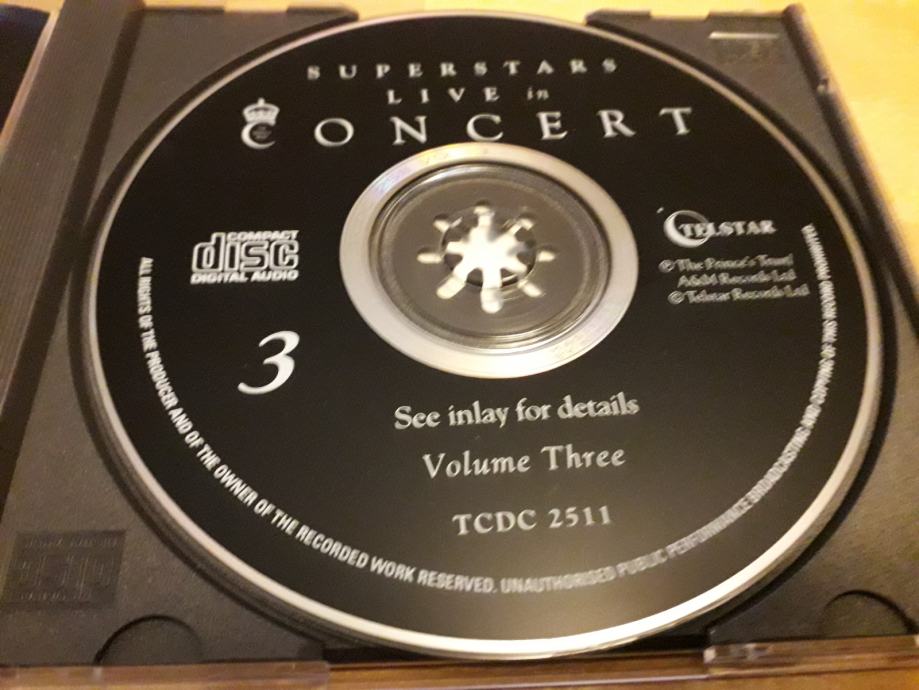 SUPERSTARS
LIVE in
CONCERT
COMPACT
disc
DIGITAL AUDIO
TELSTAR
℗ The Prince's Trust/
A&M Records Ltd
© Telstar Records Ltd
3
See inlay for details
Volume Three
TCDC 2511
ALL RIGHTS OF THE PRODUCER AND OF THE OWNER OF THE RECORDED WORK RESERVED. UNAUTHORISED PUBLIC PERFORMANCE BROADCASTING AND COPYING OF THIS RECORD PROHIBITED